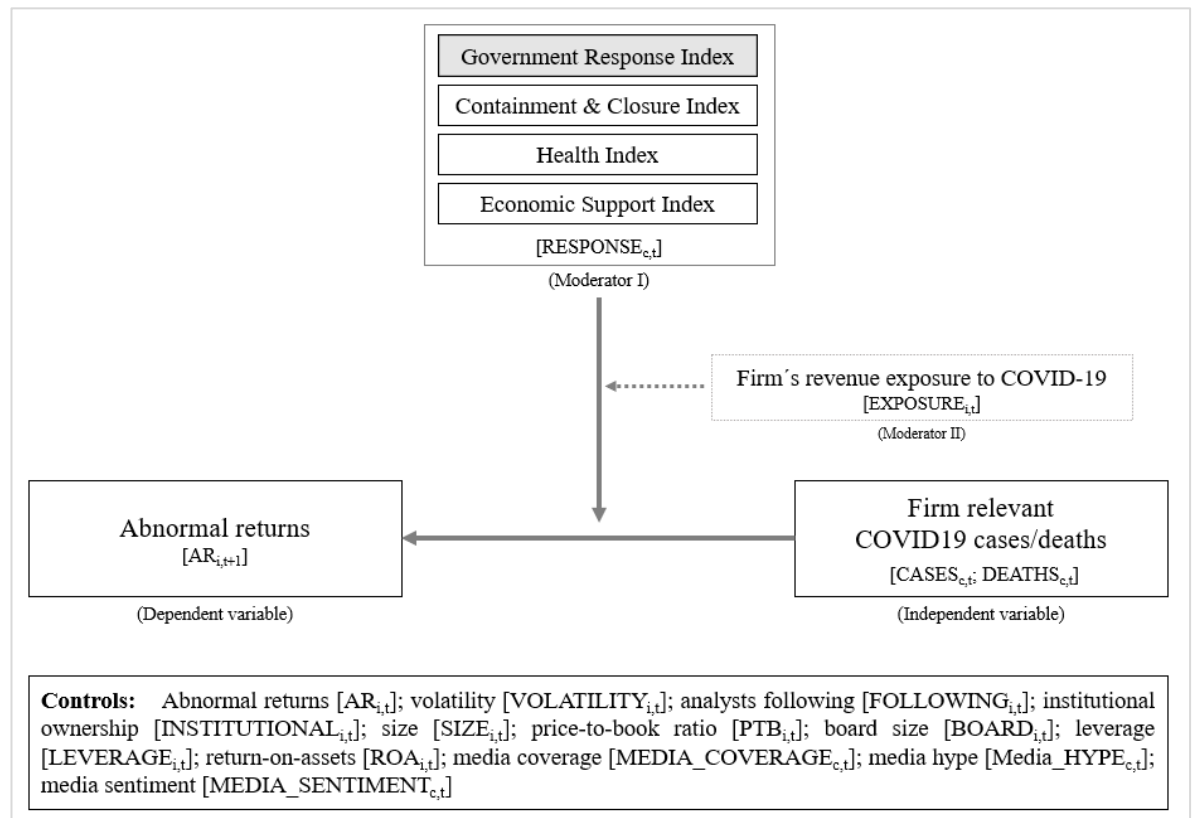 Government Response Index
Containment & Closure Index
Health Index
Economic Support Index
[RESPONSEc,t]
(Moderator I)
Firm´s revenue exposure to COVID-19
[EXPOSUREi,t]
(Moderator II)
Abnormal returns
[ARi,t+1]
(Dependent variable)
Firm relevant
COVID19 cases/deaths
[CASESc,t; DEATHSc,t]
(Independent variable)
Controls: Abnormal returns [ARi,t]; volatility [VOLATILITYi,t]; analysts following [FOLLOWINGi,t]; institutional
ownership [INSTITUTIONALi,t]; size [SIZEi,t]; price-to-book ratio [PTBi,t]; board size [BOARDi,t]; leverage
[LEVERAGEi,t]; return-on-assets [ROAi,t]; media coverage [MEDIA_COVERAGEc,t]; media hype [Media_HYPEc,t];
media sentiment [MEDIA_SENTIMENTc,t]